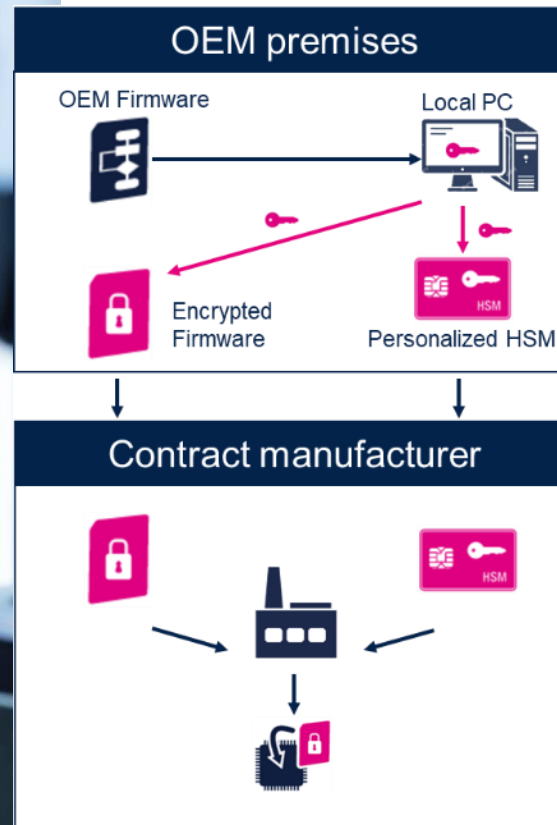 OEM premises
OEM Firmware
Local PC
HSM
Encrypted
Firmware
Personalized HSM
Contract manufacturer
HSM